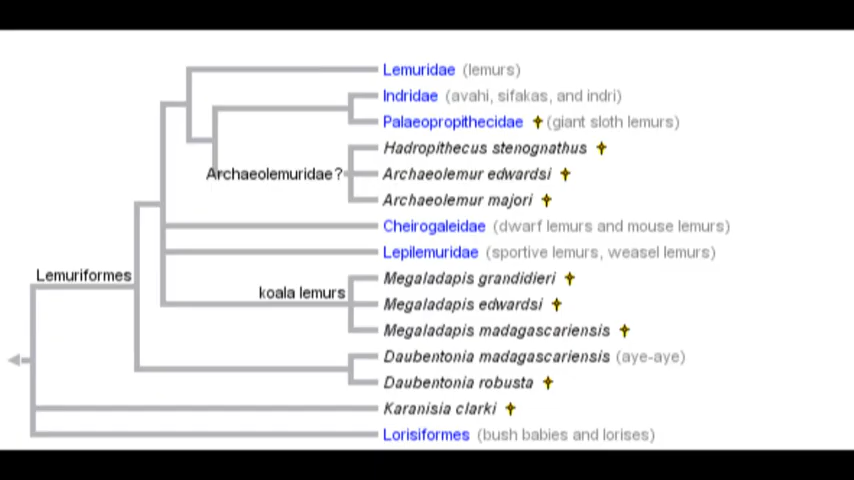 Lemuridae (lemurs)
Indridae (avahi, sifakas, and indri)
Palaeopropithecidae (giant sloth lemurs)
Hadropithecus stenognathus
Archaeolemuridae? Archaeolemur edwardsi
Archaeolemur majori
Cheirogaleidae (dwarf lemurs and mouse lemurs)
Lepilemuridae (sportive lemurs, weasel lemurs)
Lemuriformes
Megaladapis grandidieri
koala lemurs
Megaladapis edwardsi
Megaladapis madagascariensis
Daubentonia madagascariensis (aye-aye)
Daubentonia robusta
Karanisia clarki
Lorisiformes (bush babies and lorises)